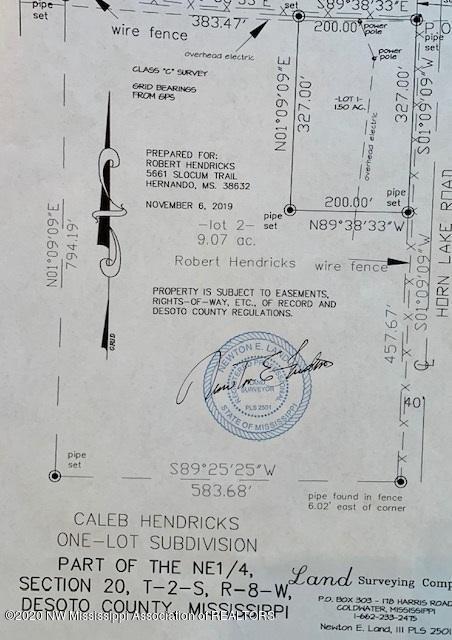 pipe set
383.47'
set
S89°38'33"E
200.00'
power pole
P.O
pipe set
wire fence
overhead electric
power pole
CLASS "C" SURVEY
GRID BEARINGS
FROM GPS
N01°09'09"E
327.00'
-LOT 1-
1.50 AC.
overhead electric
327.00'
S01°09'09"W
S01°09'09"W
HORN LAKE ROAD
PREPARED FOR:
ROBERT HENDRICKS
5661 SLOCUM TRAIL
HERNANDO, MS. 38632
NOVEMBER 6, 2019
200.00'
pipe set
pipe set
N89°38'33"W
-lot 2-
9.07 ac.
Robert Hendricks
wire fence
N01°09'09"E
794.19'
PROPERTY IS SUBJECT TO EASEMENTS,
RIGHTS-OF-WAY, ETC., OF RECORD AND
DESOTO COUNTY REGULATIONS.
GRID
457.67'
S01°09'09"W
NEWTON E. LAND
LAND
SURVEYOR
PLS 2501
STATE OF MISSISSIPPI
40'
pipe set
S89°25'25"W
583.68'
pipe found in fence
6.02' east of corner
CALEB HENDRICKS
ONE-LOT SUBDIVISION
PART OF THE NE1/4,
SECTION 20, T-2-S, R-8-W,
DESOTO COUNTY, MISSISSIPPI
Land Surveying Comp
P.O. BOX 303 - 178 HARRIS ROAD
COLDWATER, MISSISSIPPI
1-662-233-2475
Newton E. Land, III PLS 2501
©2020 NW Mississippi Association of REALTORS